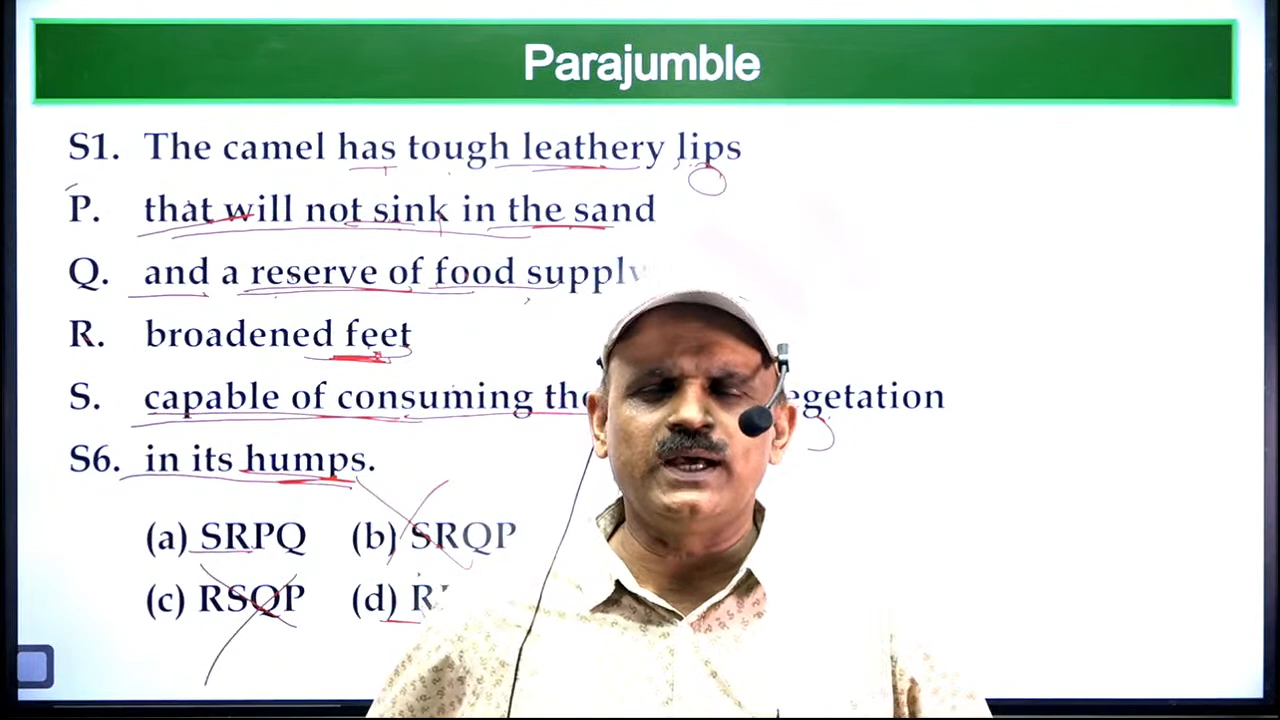 Parajumble
S1. The camel has tough leathery lips
P. that will not sink in the sand
Q. and a reserve of food supply
R. broadened feet
S. capable of consuming vegetation
S6. in its humps.
(a) SRPQ (b) SRQP
(c) RSQP (d)